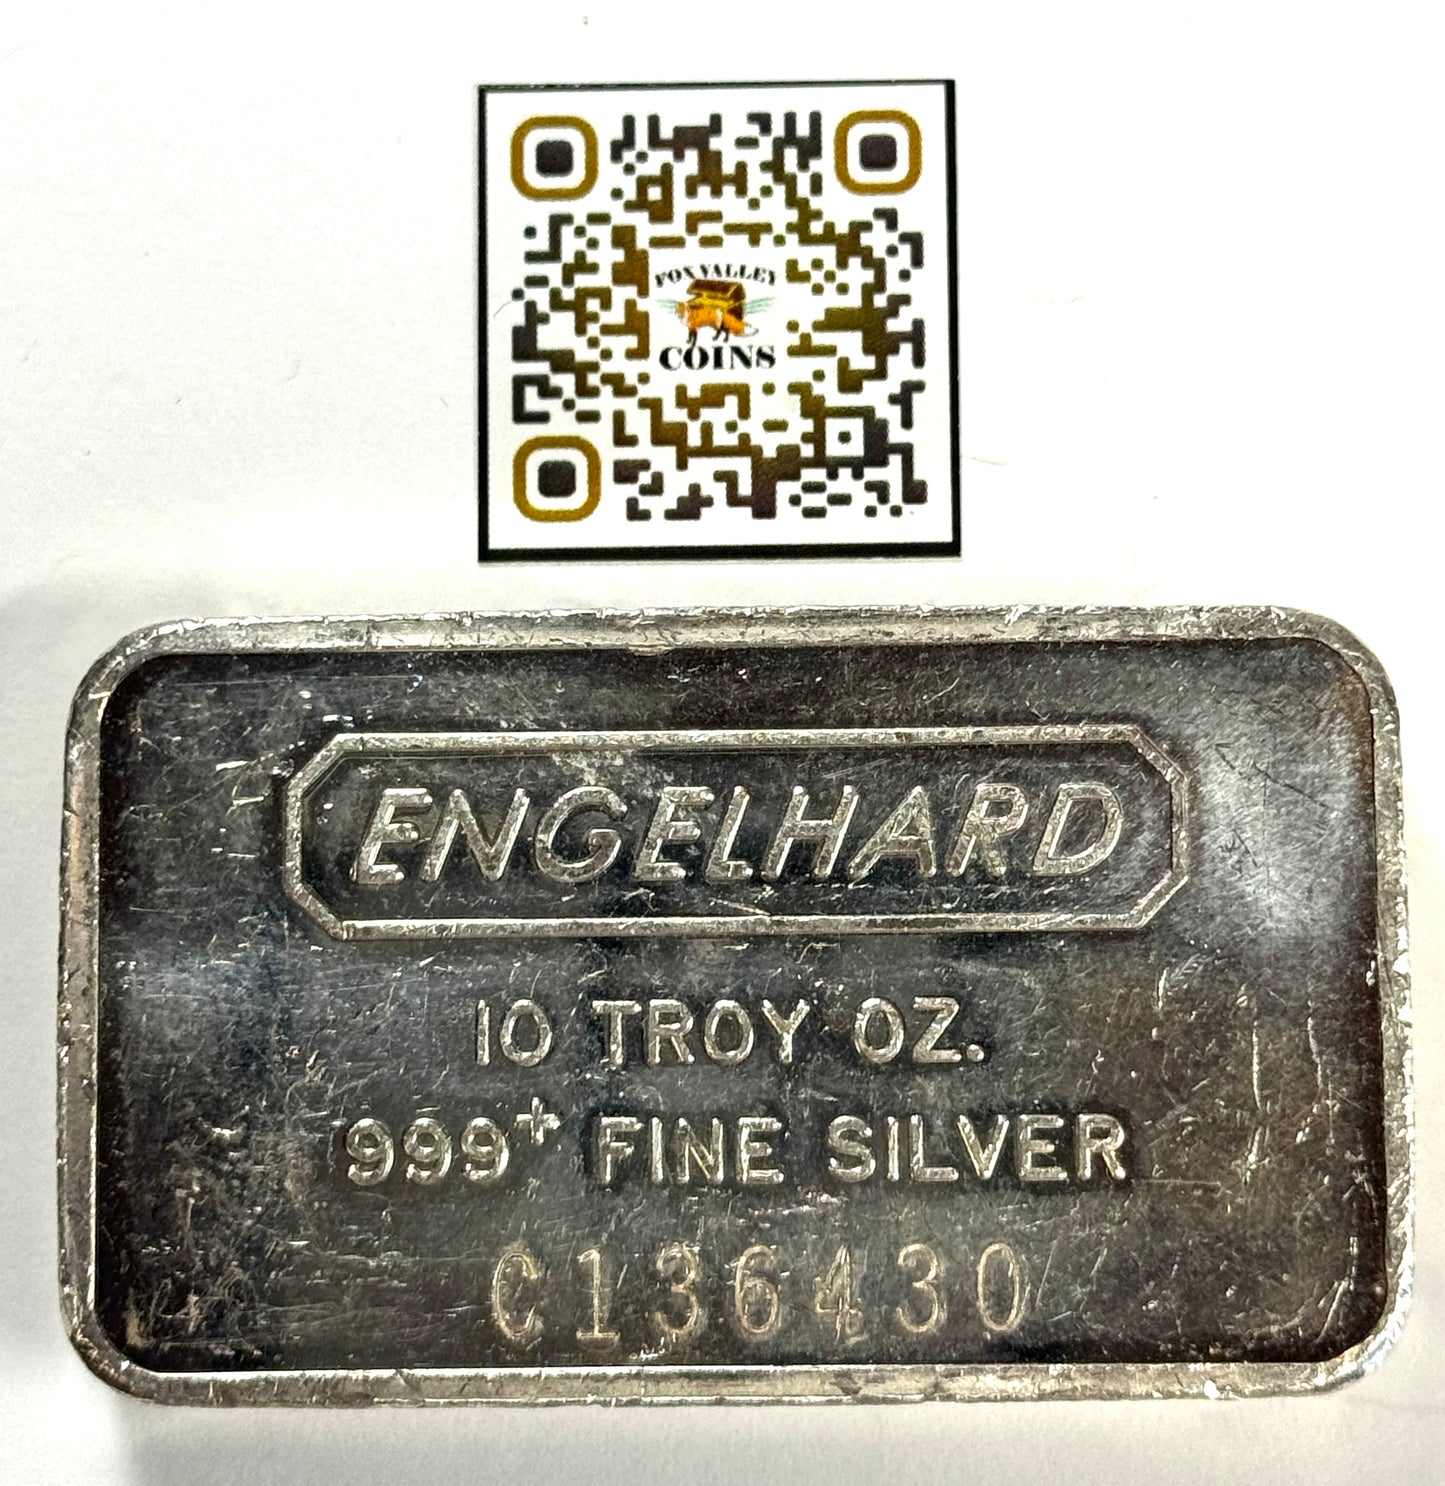 FOX VALLEY
COINS
ENGELHARD
10 TROY OZ.
999+ FINE SILVER
C136430